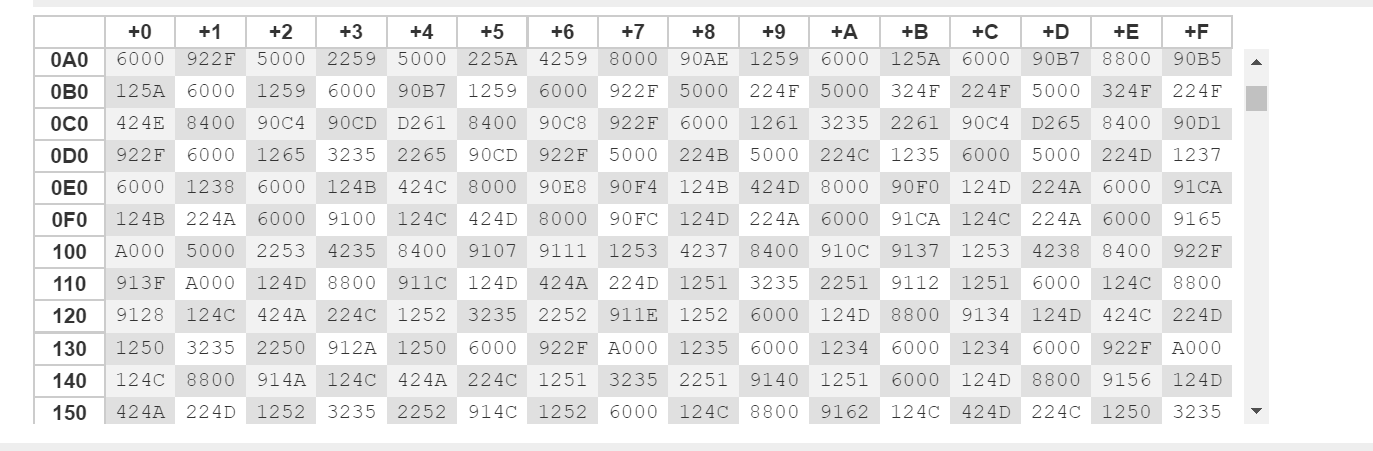 +0 +1 +2 +3 +4 +5 +6 +7 +8 +9 +A +B +C +D +E +F
0A0 6000 922F 5000 2259 5000 225A 4259 8000 90AE 1259 6000 125A 6000 90B7 8800 90B5
0B0 125A 6000 1259 6000 90B7 1259 6000 922F 5000 224F 5000 324F 224F 5000 324F 224F
0C0 424E 8400 90C4 90CD D261 8400 90C8 922F 6000 1261 3235 2261 90C4 D265 8400 90D1
0D0 922F 6000 1265 3235 2265 90CD 922F 5000 224B 5000 224C 1235 6000 5000 224D 1237
0E0 6000 1238 6000 124B 424C 8000 90E8 90F4 124B 424D 8000 90F0 124D 224A 6000 91CA
0F0 124B 224A 6000 9100 124C 424D 8000 90FC 124D 224A 6000 91CA 124C 224A 6000 9165
100 A000 5000 2253 4235 8400 9107 9111 1253 4237 8400 910C 9137 1253 4238 8400 922F
110 913F A000 124D 8800 911C 124D 424A 224D 1251 3235 2251 9112 1251 6000 124C 8800
120 9128 124C 424A 224C 1252 3235 2252 911E 1252 6000 124D 8800 9134 124D 424C 224D
130 1250 3235 2250 912A 1250 6000 922F A000 1235 6000 1234 6000 1234 6000 922F A000
140 124C 8800 914A 124C 424A 224C 1251 3235 2251 9140 1251 6000 124D 8800 9156 124D
150 424A 224D 1252 3235 2252 914C 1252 6000 124C 8800 9162 124C 424D 224C 1250 3235